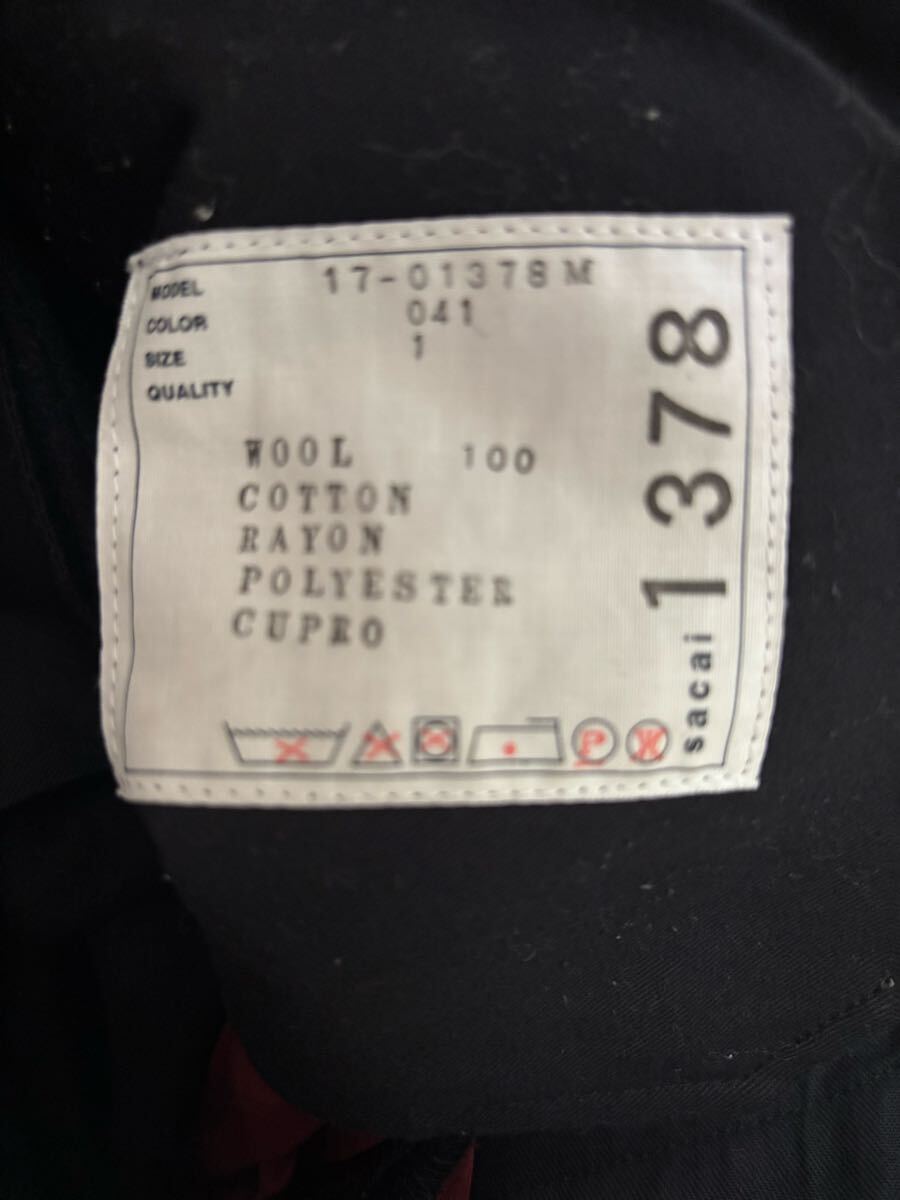 MODEL 17-01378M
COLOR 041
SIZE 1
QUALITY
WOOL 100
COTTON
RAYON
POLYESTER
CUPRO
P W
sacai 1378